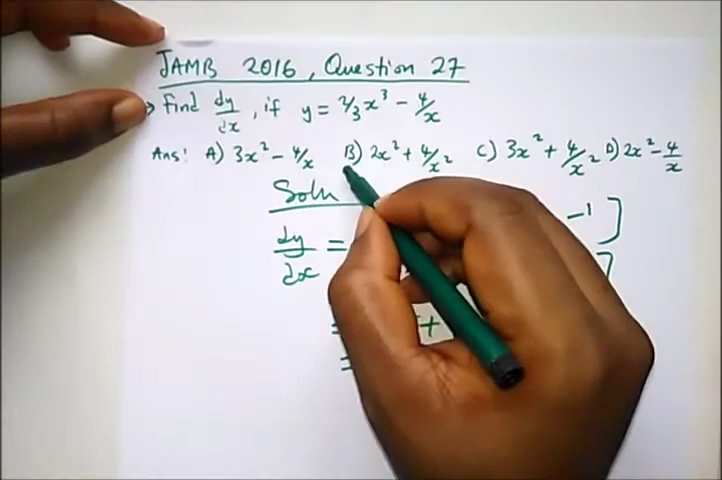 JAMB 2016, Question 27
Find dy/dx, if y = 2/3x³ - 4/x
Ans: A) 3x² - 4/x B) 2x² + 4/x² C) 3x² + 4/x² D) 2x² - 4/x
Soln
dy/dx = -1]
]
= +
=